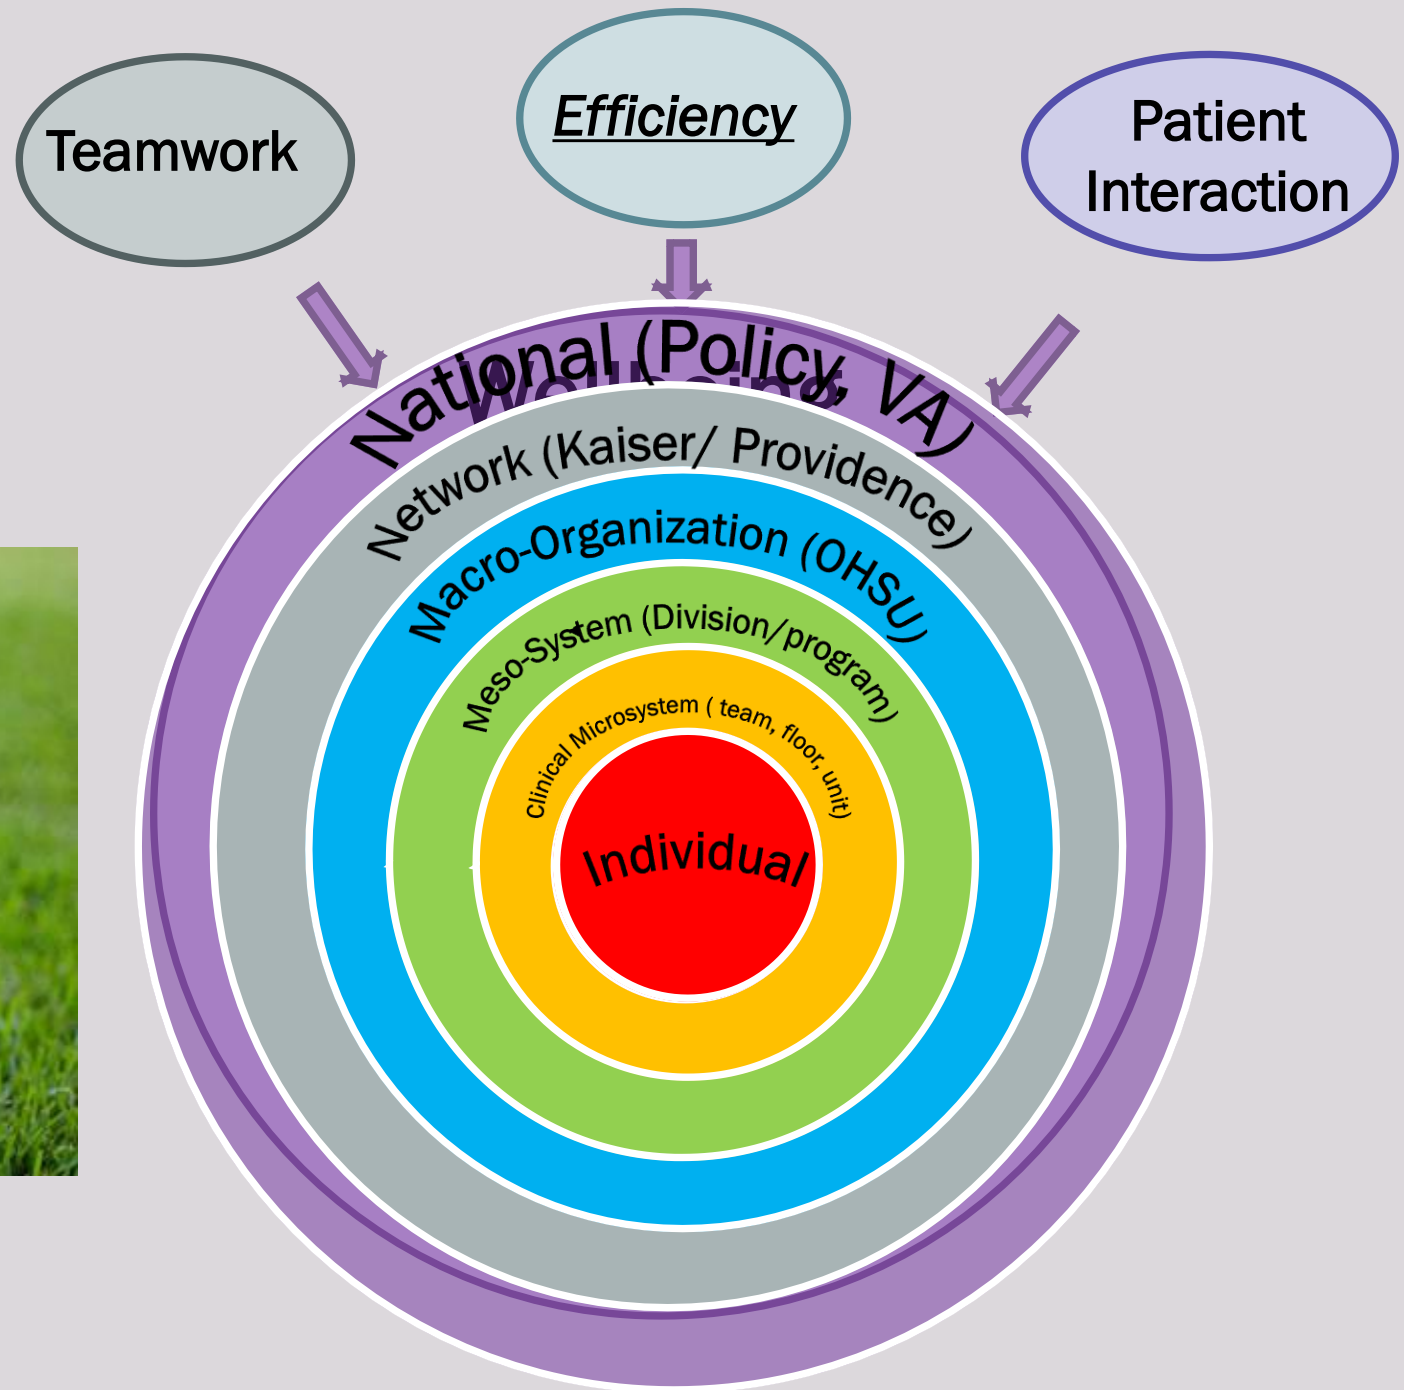 Teamwork
Efficiency
Patient
Interaction
National (Policy, VA)
Wellbeing
Network (Kaiser/ Providence)
Macro-Organization (OHSU)
Meso-System (Division/program)
Clinical Microsystem ( team, floor, unit)
Individual